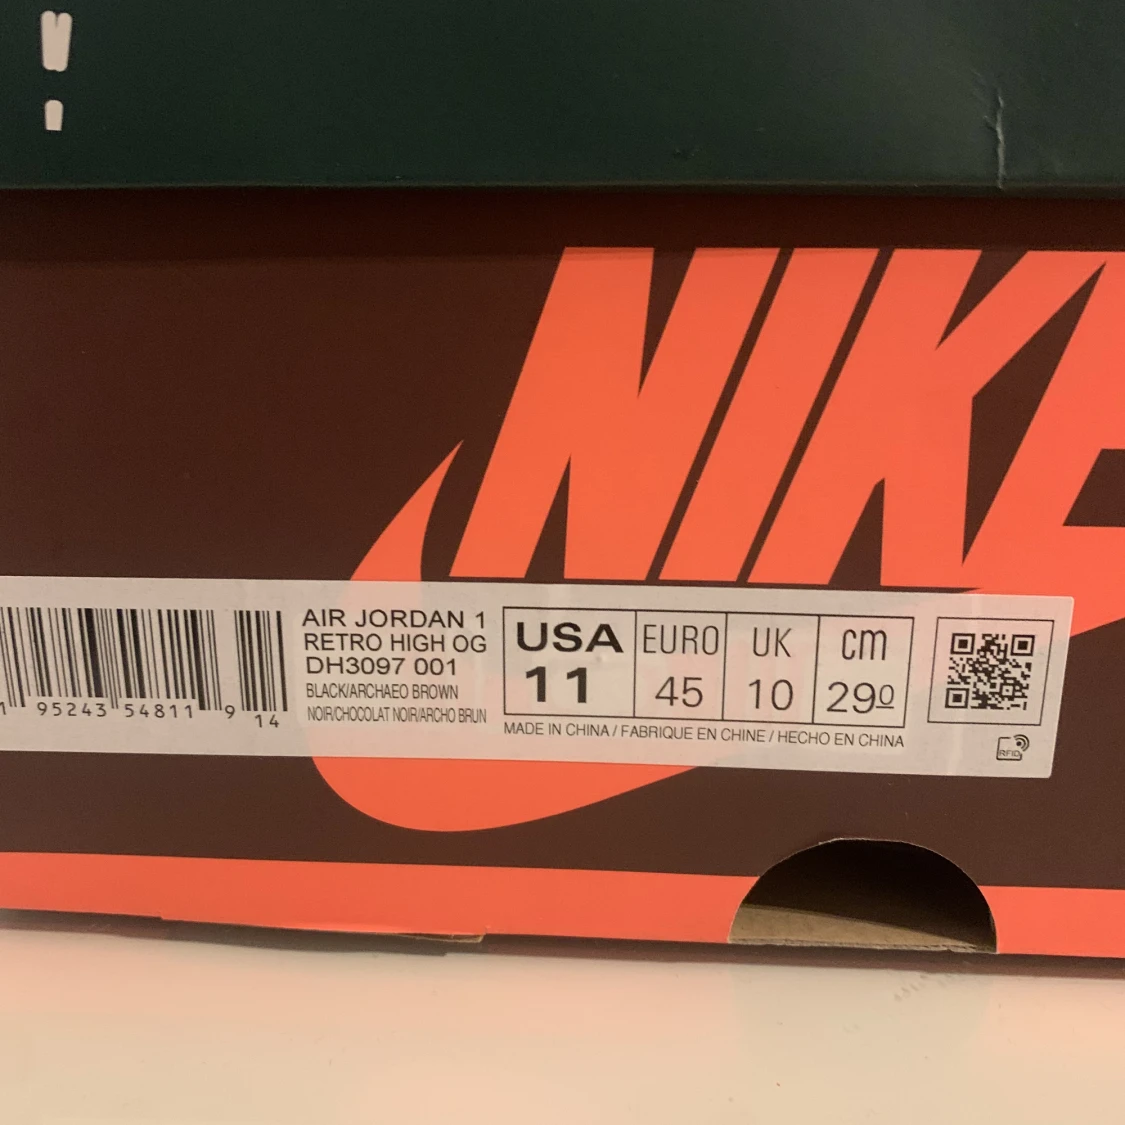 !
NIKE
AIR JORDAN 1
RETRO HIGH OG
DH3097 001
BLACK/ARCHAEO BROWN
NOIR/CHOCOLAT NOIR/ARCHO BRUN
USA EURO UK cm
11 45 10 290
MADE IN CHINA / FABRIQUE EN CHINE / HECHO EN CHINA
1 95243 54811 9
14
RFID